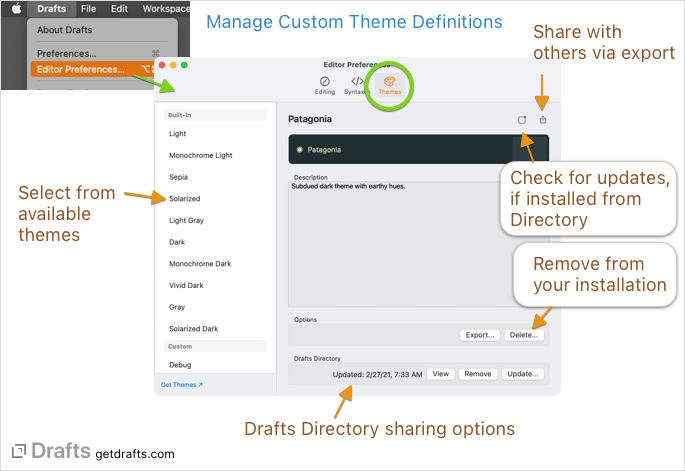 Drafts File Edit Workspace
About Drafts
Preferences...
Editor Preferences...
Manage Custom Theme Definitions
Share with
others via export
Editor Preferences
Editing Syntaxes Themes
Built-In
Light
Monochrome Light
Sepia
Solarized
Light Gray
Dark
Monochrome Dark
Vivid Dark
Gray
Solarized Dark
Custom
Debug
Get Themes ↗
Patagonia
Patagonia
Description
Subdued dark theme with earthy hues.
Options
Export... Delete...
Drafts Directory
Updated: 2/27/21, 7:33 AM View Remove Update...
Select from
available
themes
Check for updates,
if installed from
Directory
Remove from
your installation
Drafts Directory sharing options
Drafts getdrafts.com